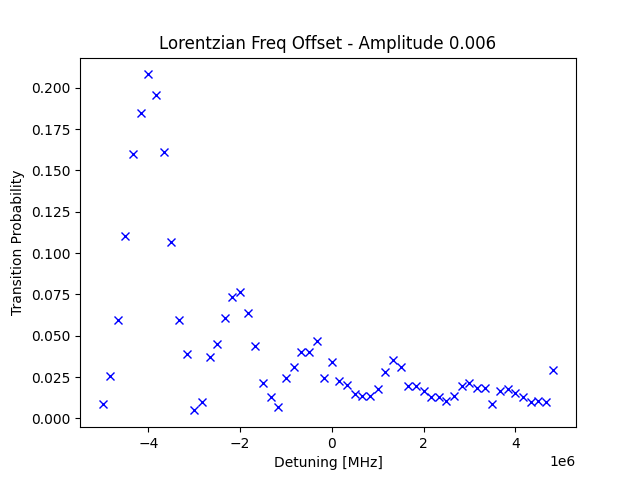 Lorentzian Freq Offset - Amplitude 0.006
Transition Probability
0.200
0.175
0.150
0.125
0.100
0.075
0.050
0.025
0.000
−4 −2 0 2 4
1e6
Detuning [MHz]